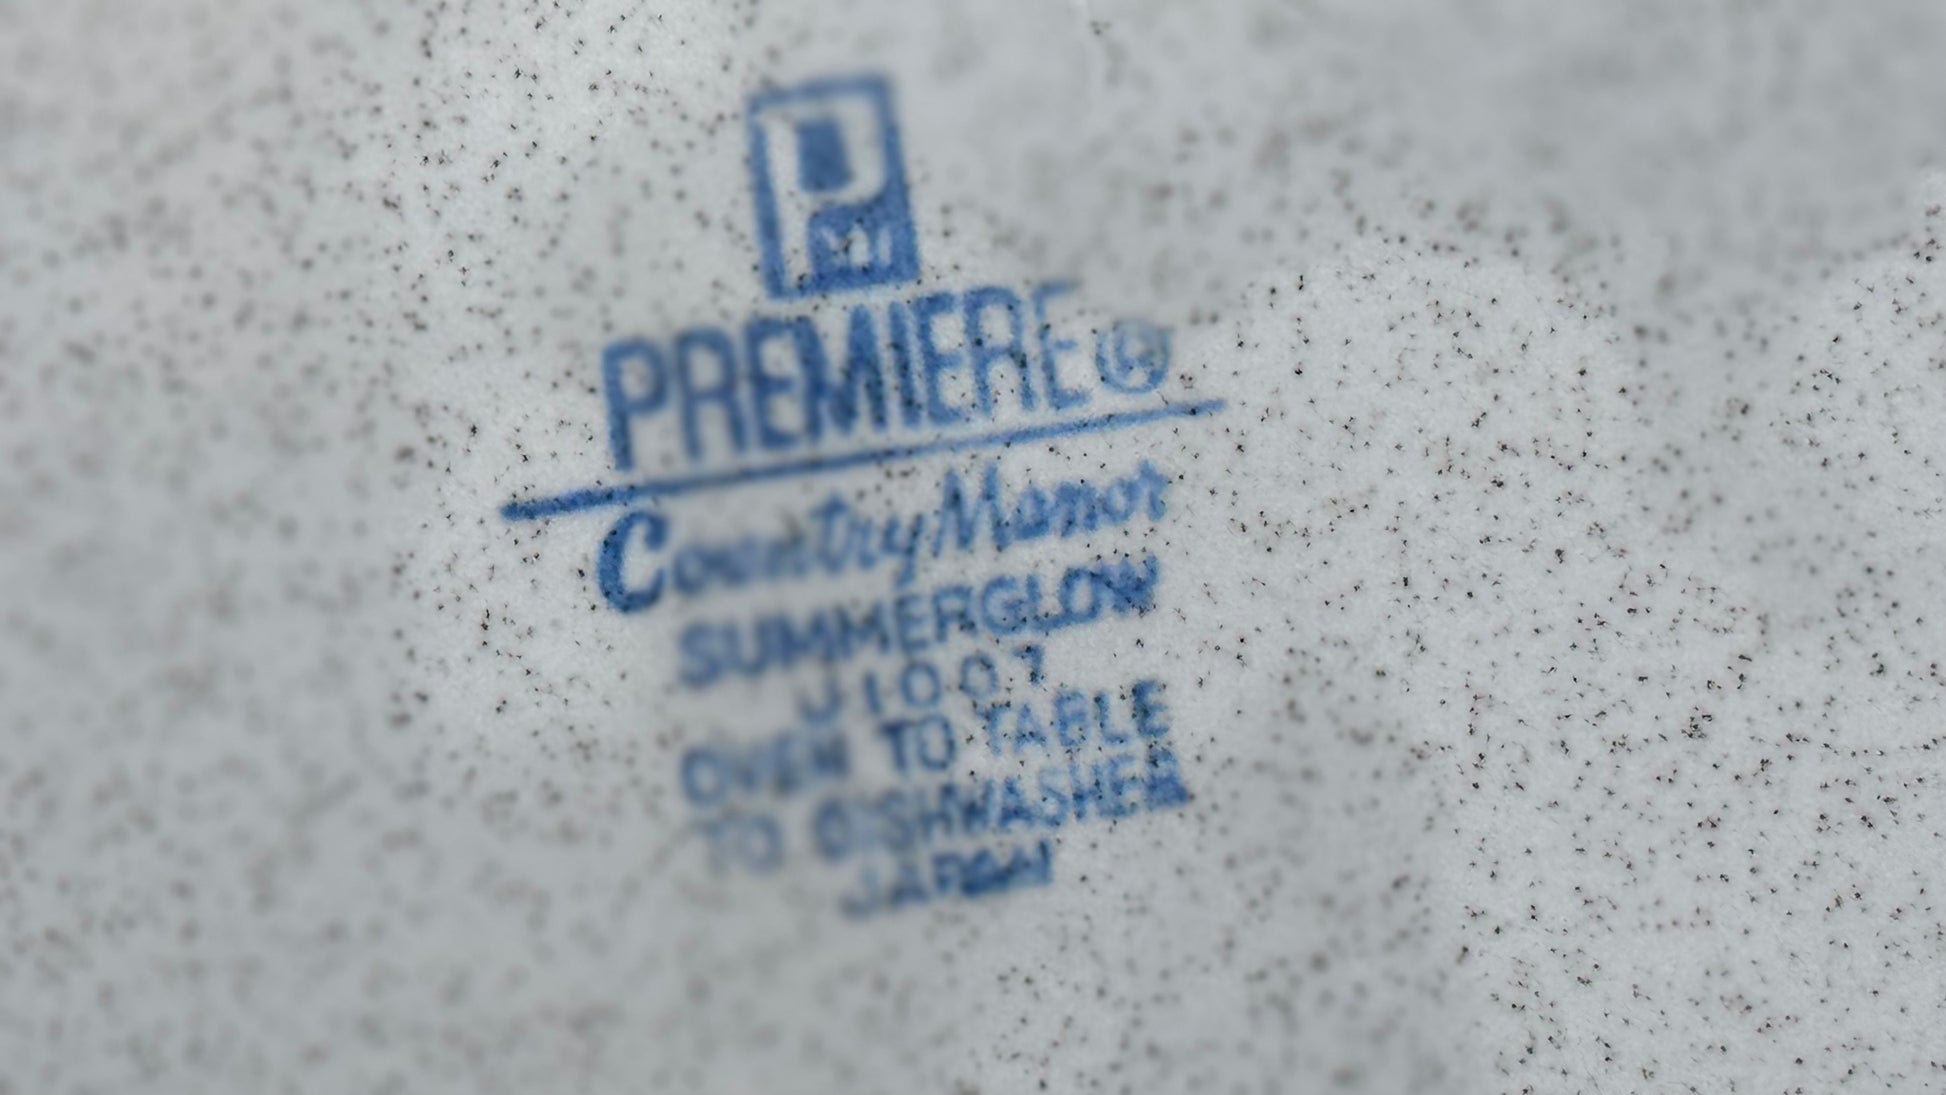 P
PREMIERE®
Country Manor
SUMMERGLOW
J1007
OVEN TO TABLE
TO DISHWASHER
JAPAN